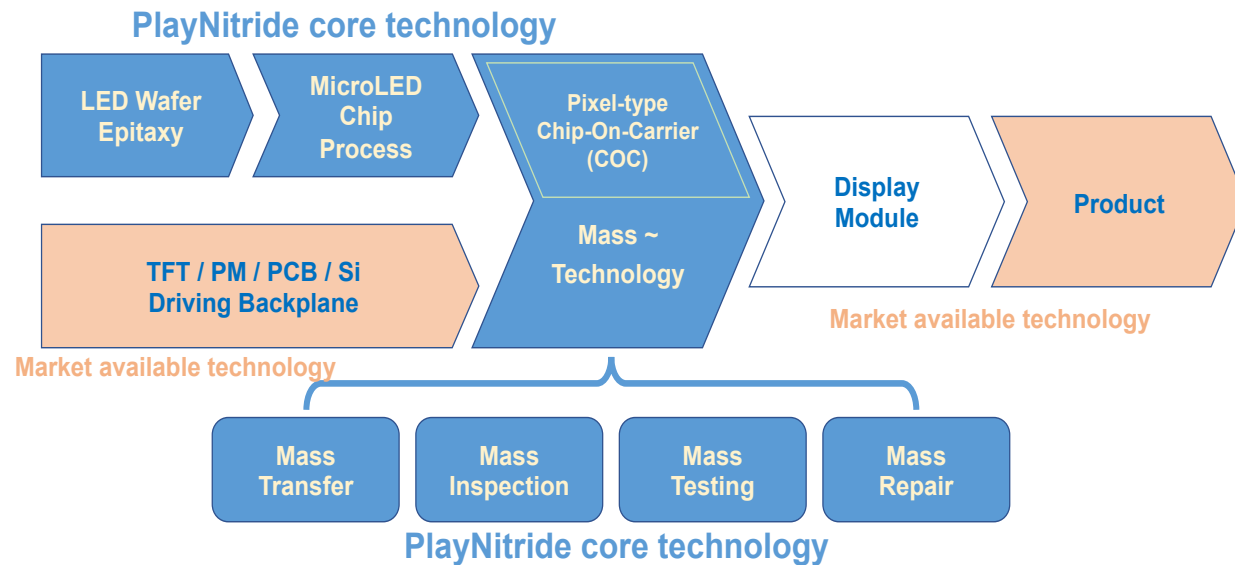 PlayNitride core technology
LED Wafer
Epitaxy
MicroLED
Chip
Process
Pixel-type
Chip-On-Carrier
(COC)
Mass ~
Technology
TFT / PM / PCB / Si
Driving Backplane
Market available technology
Display
Module
Product
Market available technology
Mass
Transfer
Mass
Inspection
Mass
Testing
Mass
Repair
PlayNitride core technology